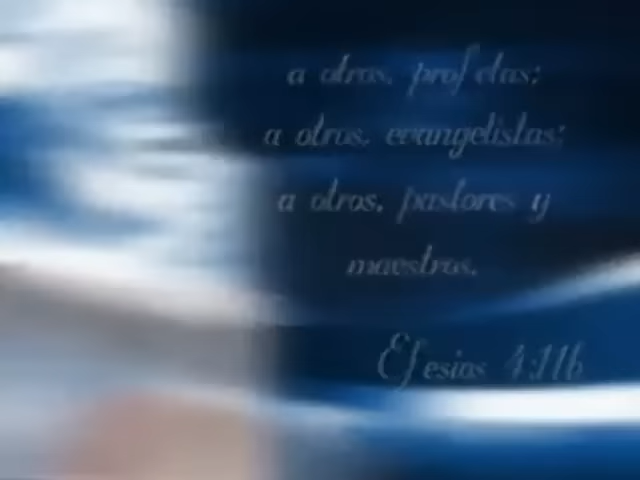 a otros, profetas;
a otros, evangelistas;
a otros, pastores y
maestros.
Efesios 4:11b